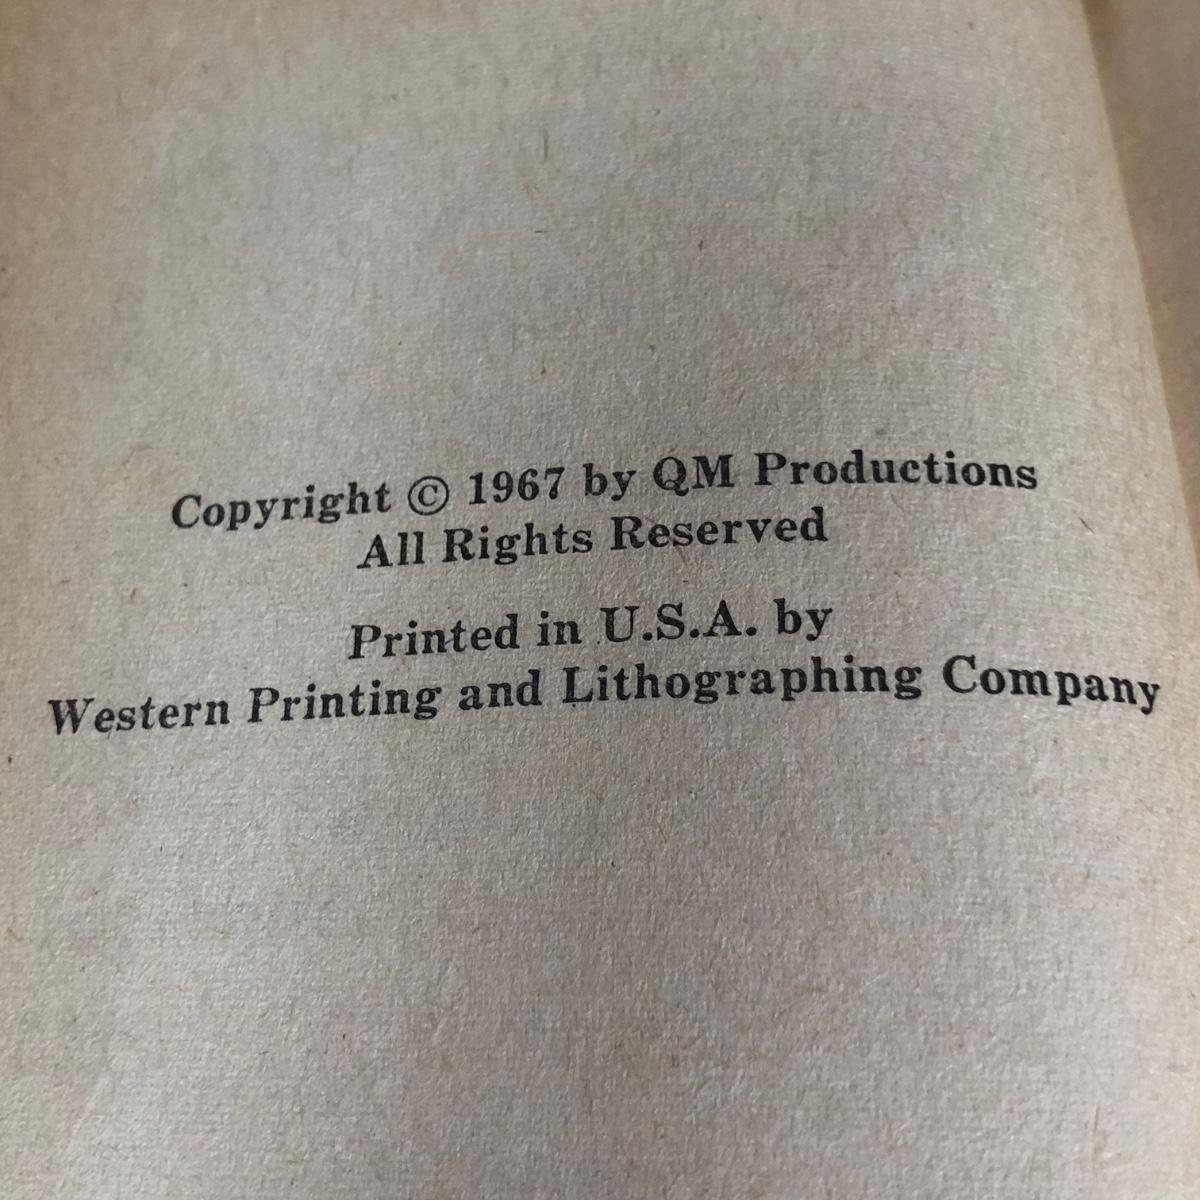 Copyright © 1967 by QM Productions
All Rights Reserved
Printed in U.S.A. by
Western Printing and Lithographing Company